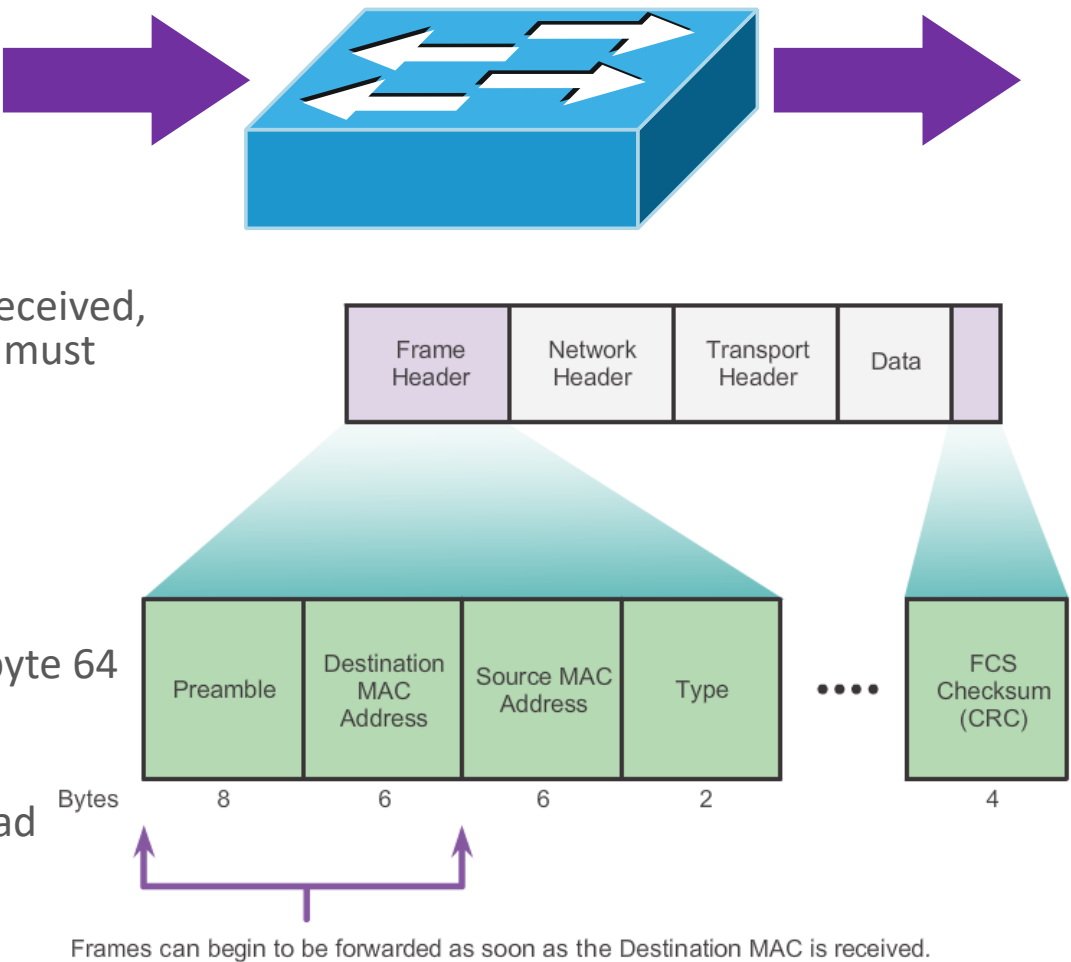 eceived,
must
Frame
Header
Network
Header
Transport
Header
Data
byte 64
Preamble
Destination
MAC
Address
Source MAC
Address
Type
••••
FCS
Checksum
(CRC)
Bytes 8 6 6 2 4
ad
Frames can begin to be forwarded as soon as the Destination MAC is received.